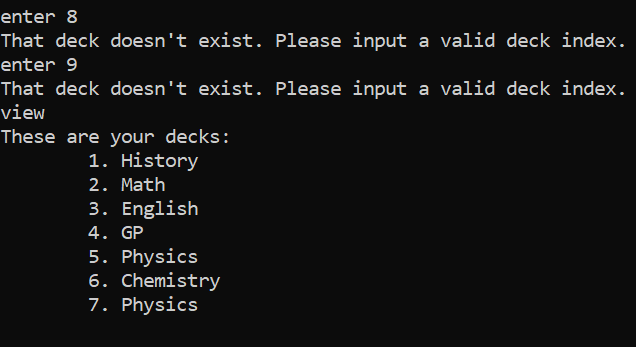 enter 8
That deck doesn't exist. Please input a valid deck index.
enter 9
That deck doesn't exist. Please input a valid deck index.
view
These are your decks:
1. History
2. Math
3. English
4. GP
5. Physics
6. Chemistry
7. Physics